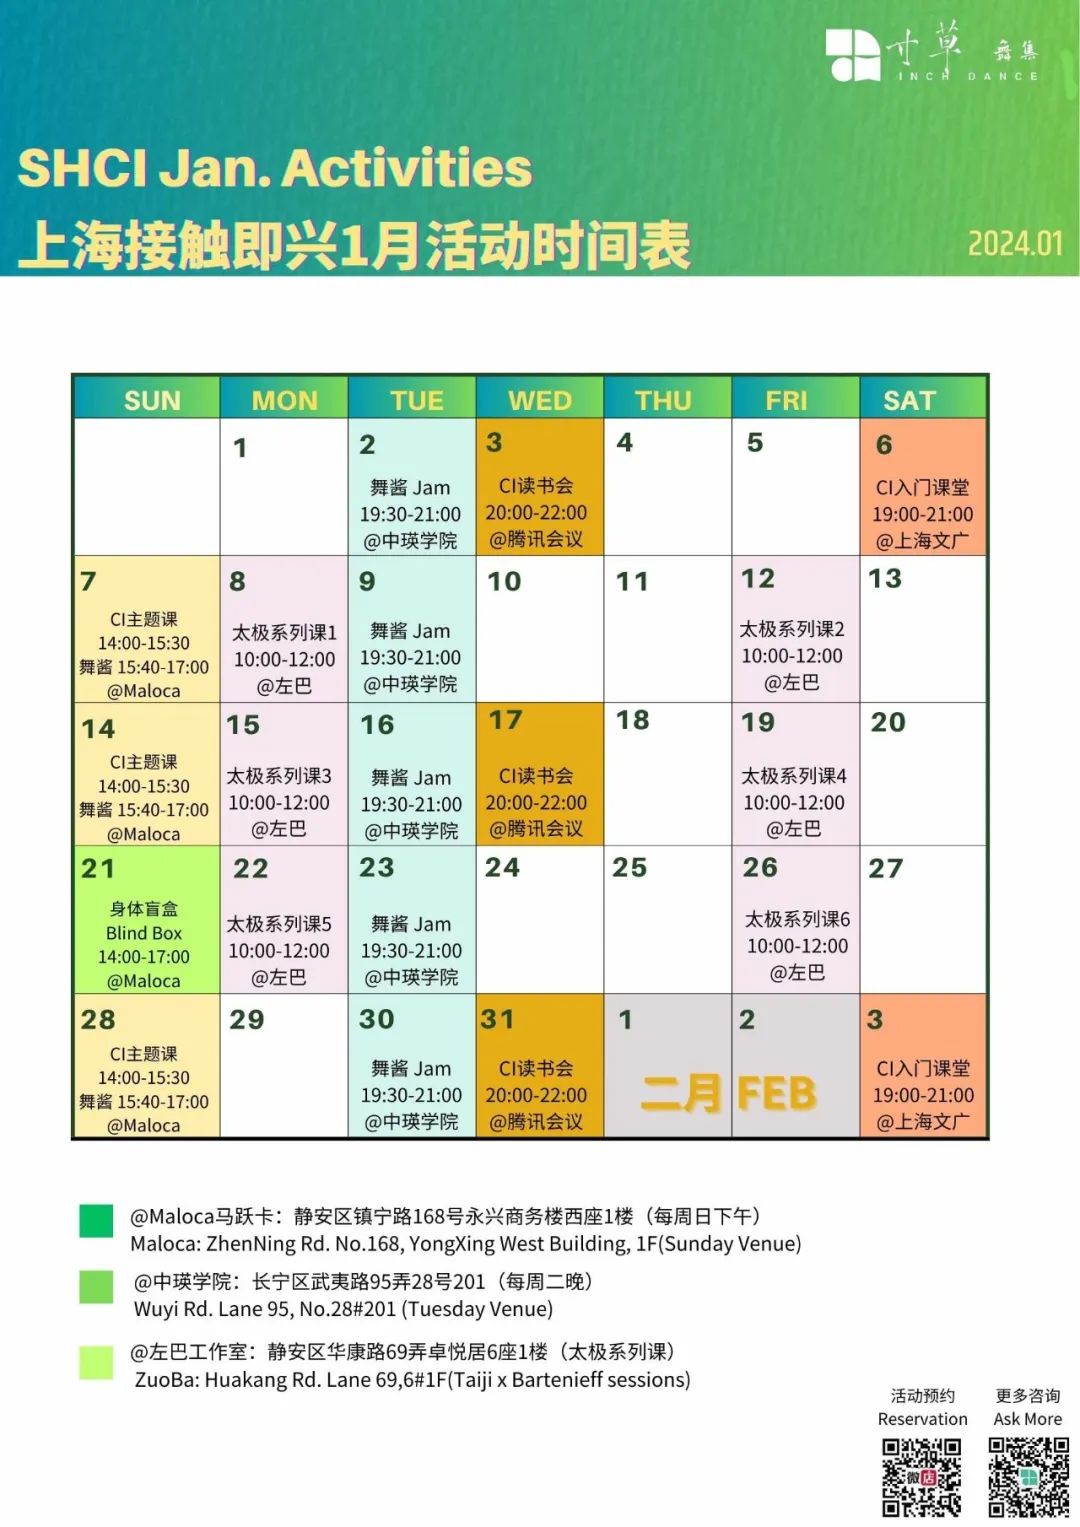 寸草 舞集
INCH DANCE
SHCI Jan. Activities
上海接触即兴1月活动时间表
2024.01
SUN MON TUE WED THU FRI SAT
1
2
舞酱 Jam
19:30-21:00
@中瑛学院
3
CI读书会
20:00-22:00
@腾讯会议
4
5
6
CI入门课堂
19:00-21:00
@上海文广
7
CI主题课
14:00-15:30
舞酱 15:40-17:00
@Maloca
8
太极系列课1
10:00-12:00
@左巴
9
舞酱 Jam
19:30-21:00
@中瑛学院
10
11
12
太极系列课2
10:00-12:00
@左巴
13
14
CI主题课
14:00-15:30
舞酱 15:40-17:00
@Maloca
15
太极系列课3
10:00-12:00
@左巴
16
舞酱 Jam
19:30-21:00
@中瑛学院
17
CI读书会
20:00-22:00
@腾讯会议
18
19
太极系列课4
10:00-12:00
@左巴
20
21
身体盲盒
Blind Box
14:00-17:00
@Maloca
22
太极系列课5
10:00-12:00
@左巴
23
舞酱 Jam
19:30-21:00
@中瑛学院
24
25
26
太极系列课6
10:00-12:00
@左巴
27
28
CI主题课
14:00-15:30
舞酱 15:40-17:00
@Maloca
29
30
舞酱 Jam
19:30-21:00
@中瑛学院
31
CI读书会
20:00-22:00
@腾讯会议
1
2
二月 FEB
3
CI入门课堂
19:00-21:00
@上海文广
@Maloca马跃卡：静安区镇宁路168号永兴商务楼西座1楼（每周日下午）
Maloca: ZhenNing Rd. No.168, YongXing West Building, 1F(Sunday Venue)
@中瑛学院：长宁区武夷路95弄28号201（每周二晚）
Wuyi Rd. Lane 95, No.28#201 (Tuesday Venue)
@左巴工作室：静安区华康路69弄卓悦居6座1楼（太极系列课）
ZuoBa: Huakang Rd. Lane 69,6#1F(Taiji x Bartenieff sessions)
活动预约
Reservation
更多咨询
Ask More
微店